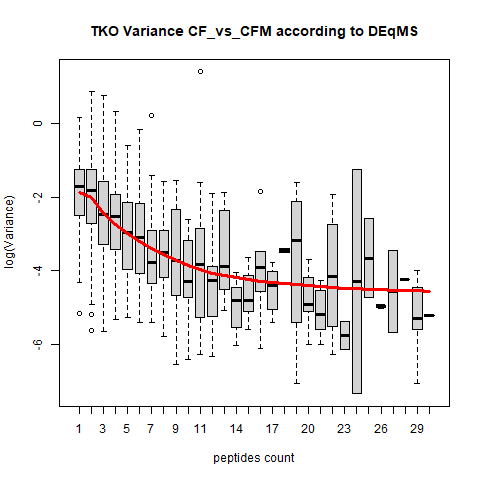 TKO Variance CF_vs_CFM according to DEqMS
log(Variance)
0
-2
-4
-6
1 3 5 7 9 11 14 17 20 23 26 29
peptides count